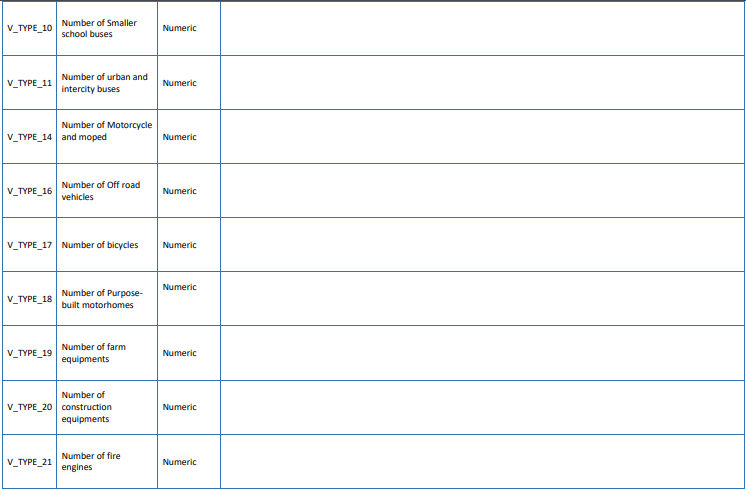 V_TYPE_10 Number of Smaller school buses Numeric
V_TYPE_11 Number of urban and intercity buses Numeric
V_TYPE_14 Number of Motorcycle and moped Numeric
V_TYPE_16 Number of Off road vehicles Numeric
V_TYPE_17 Number of bicycles Numeric
V_TYPE_18 Number of Purpose-built motorhomes Numeric
V_TYPE_19 Number of farm equipments Numeric
V_TYPE_20 Number of construction equipments Numeric
V_TYPE_21 Number of fire engines Numeric